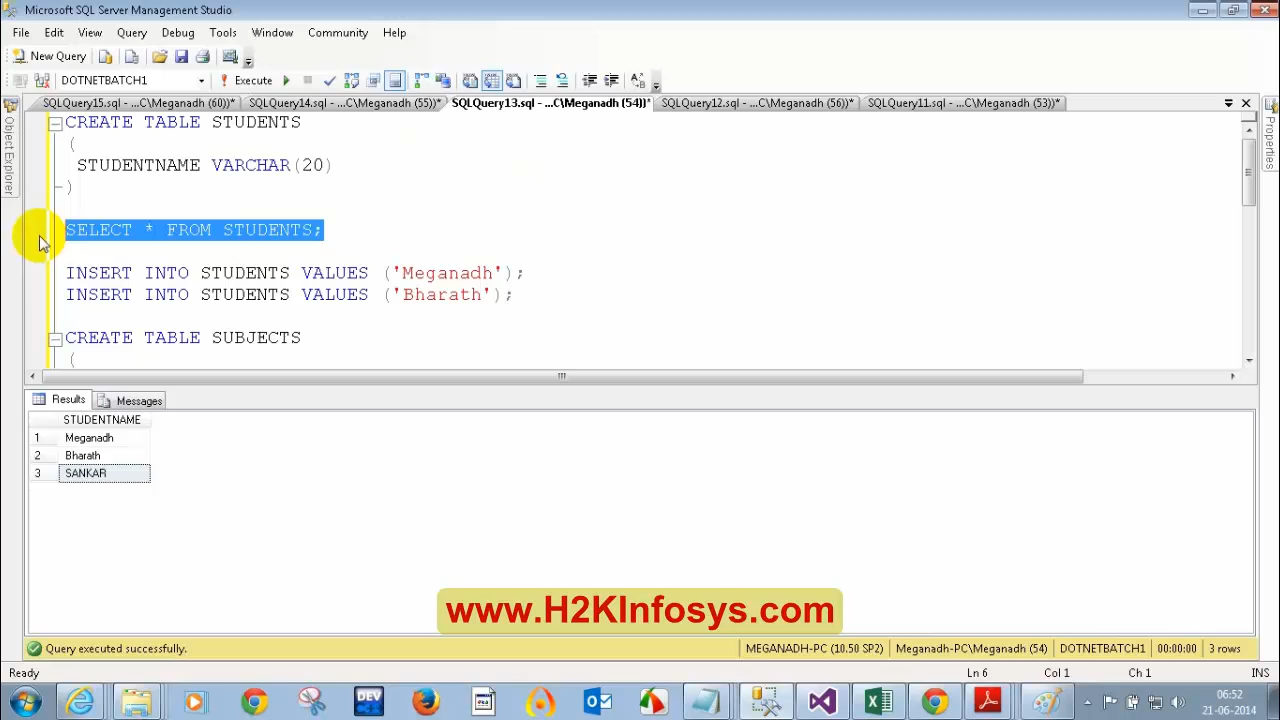 Microsoft SQL Server Management Studio
File Edit View Query Debug Tools Window Community Help
New Query
DOTNETBATCH1 Execute
SQLQuery15.sql - ...C\Meganadh (60))* SQLQuery14.sql - ...C\Meganadh (55))* SQLQuery13.sql - ...C\Meganadh (54))* SQLQuery12.sql - ...C\Meganadh (56))* SQLQuery11.sql - ...C\Meganadh (53))*
Object Explorer
Properties
CREATE TABLE STUDENTS
(
STUDENTNAME VARCHAR(20)
)
SELECT * FROM STUDENTS;
INSERT INTO STUDENTS VALUES ('Meganadh');
INSERT INTO STUDENTS VALUES ('Bharath');
CREATE TABLE SUBJECTS
(
Results Messages
STUDENTNAME
1 Meganadh
2 Bharath
3 SANKAR
www.H2KInfosys.com
Query executed successfully. MEGANADH-PC (10.50 SP2) Meganadh-PC\Meganadh (54) DOTNETBATCH1 00:00:00 3 rows
Ready Ln 6 Col 1 Ch 1 INS
DEV
06:52
21-06-2014